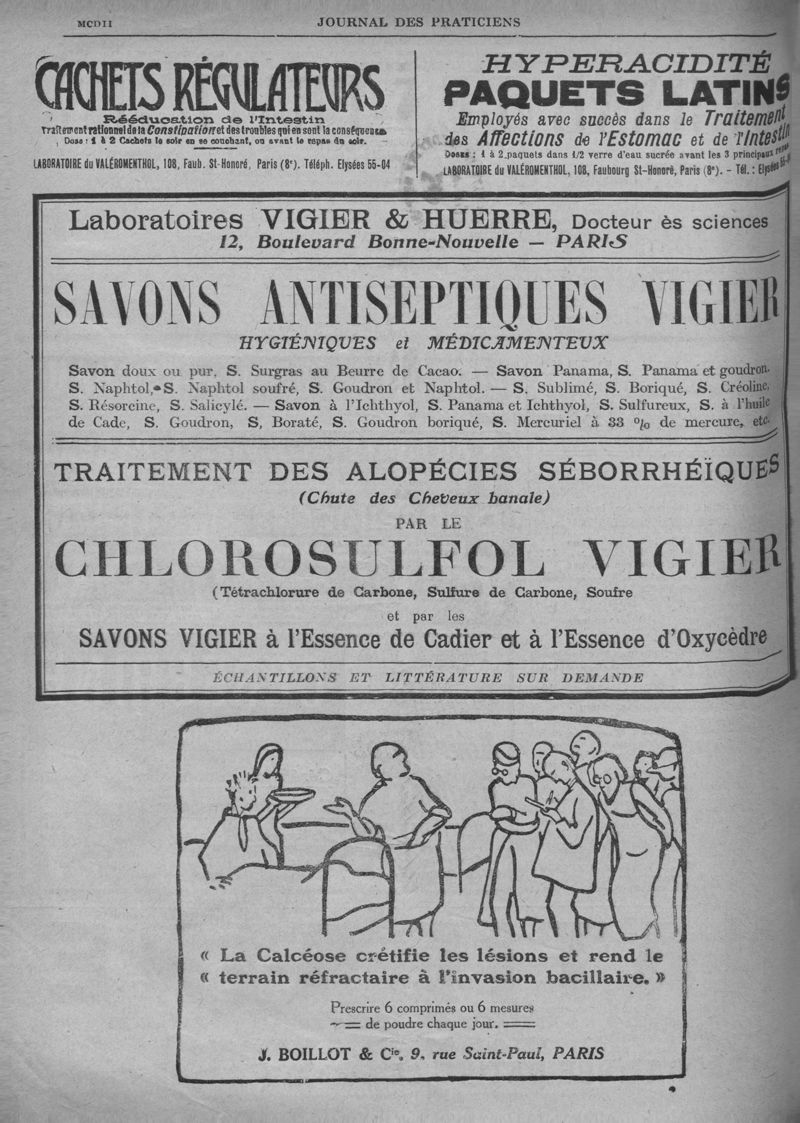 MCDII
JOURNAL DES PRATICIENS
CACHETS RÉGULATEURS
Rééducation de l'Intestin
Traitement rationnel de la Constipation et des troubles qui en sont la conséquence
Dose : 1 à 2 Cachets le soir en se couchant, ou avant le repas du soir.
LABORATOIRE du VALÉROMENTHOL, 108, Faub. St-Honoré, Paris (8e). Téléph. Elysées 55-04
HYPERACIDITÉ
PAQUETS LATINS
Employés avec succès dans le Traitement
des Affections de l'Estomac et de l'Intestin
Doses : 1 à 2 paquets dans 1/2 verre d'eau sucrée avant les 3 principaux repas
LABORATOIRE du VALÉROMENTHOL, 108, Faubourg St-Honoré, Paris (8e). - Tél. : Elysées
Laboratoires VIGIER & HUERRE, Docteur ès sciences
12, Boulevard Bonne-Nouvelle — PARIS
SAVONS ANTISEPTIQUES VIGIER
HYGIÉNIQUES et MÉDICAMENTEUX
Savon doux ou pur, S. Surgras au Beurre de Cacao. — Savon Panama, S. Panama et goudron.
S. Naphtol, S. Naphtol soufré, S. Goudron et Naphtol. — S. Sublimé, S. Boriqué, S. Créoline,
S. Résorcine, S. Salicylé. — Savon à l'Ichthyol, S. Panama et Ichthyol, S. Sulfureux, S. à l'huile
de Cade, S. Goudron, S, Boraté, S. Goudron boriqué, S. Mercuriel à 33 % de mercure, etc.
TRAITEMENT DES ALOPÉCIES SÉBORRHÉÏQUES
(Chute des Cheveux banale)
PAR LE
CHLOROSULFOL VIGIER
(Tétrachlorure de Carbone, Sulfure de Carbone, Soufre
et par les
SAVONS VIGIER à l'Essence de Cadier et à l'Essence d'Oxycèdre
ÉCHANTILLONS ET LITTÉRATURE SUR DEMANDE
« La Calcéose crétifie les lésions et rend le
« terrain réfractaire à l'invasion bacillaire. »
Prescrire 6 comprimés ou 6 mesures
de poudre chaque jour.
J. BOILLOT & Cie, 9, rue Saint-Paul, PARIS